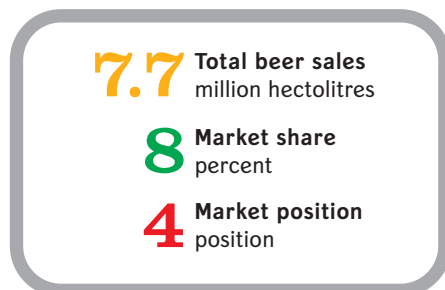 7.7 Total beer sales
million hectolitres
8 Market share
percent
4 Market position
position